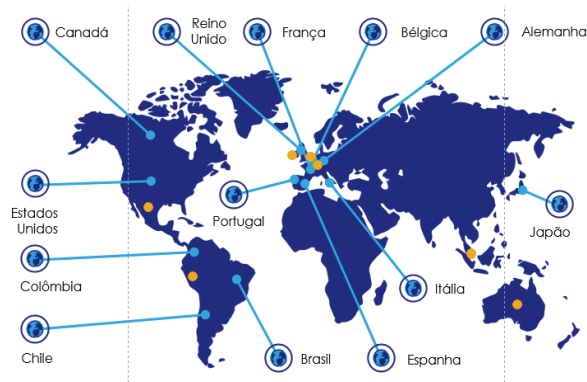 Canadá
Reino
Unido
França
Bélgica
Alemanha
Estados
Unidos
Portugal
Japão
Colômbia
Itália
Chile
Brasil
Espanha